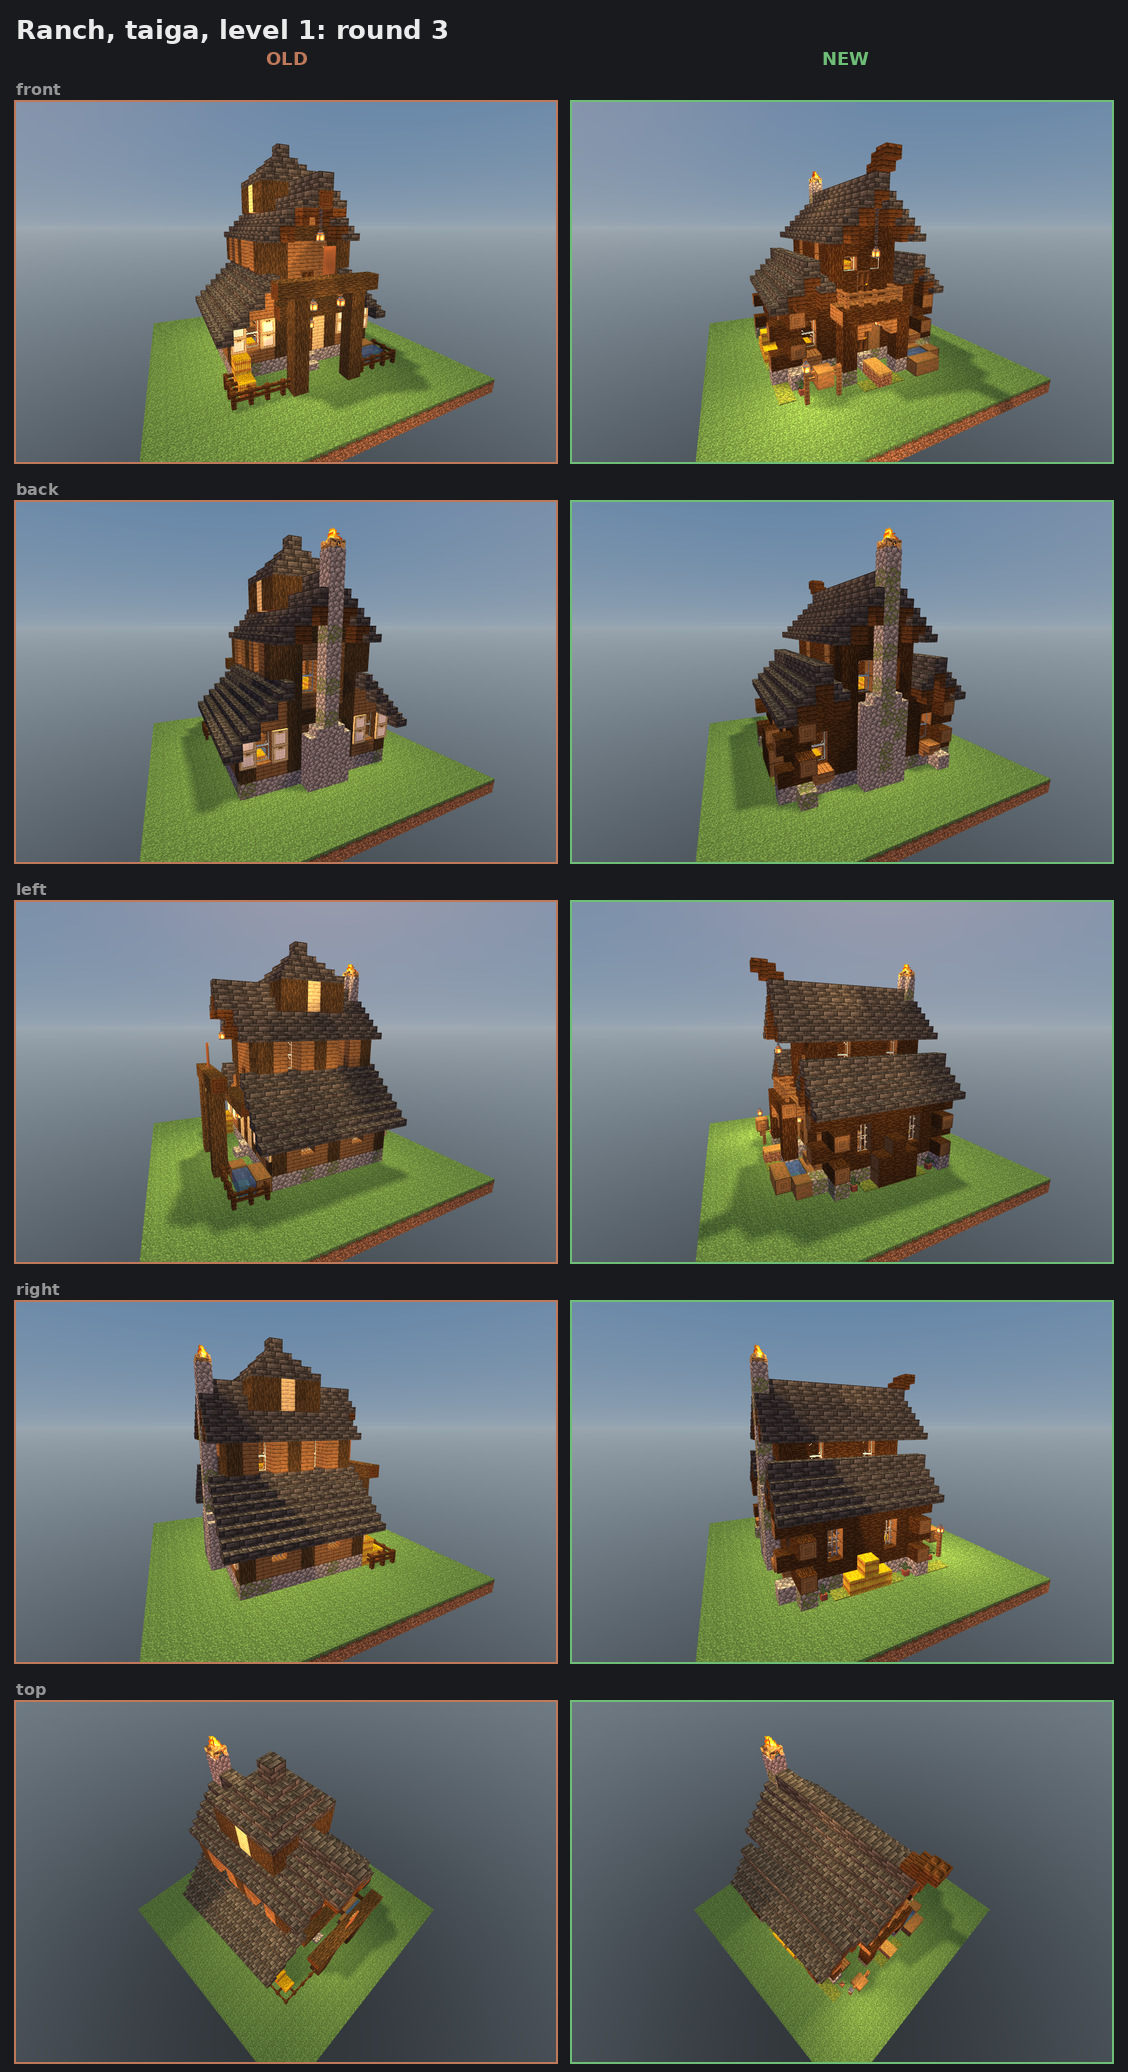 Ranch, taiga, level 1: round 3
OLD
NEW
front
back
left
right
top